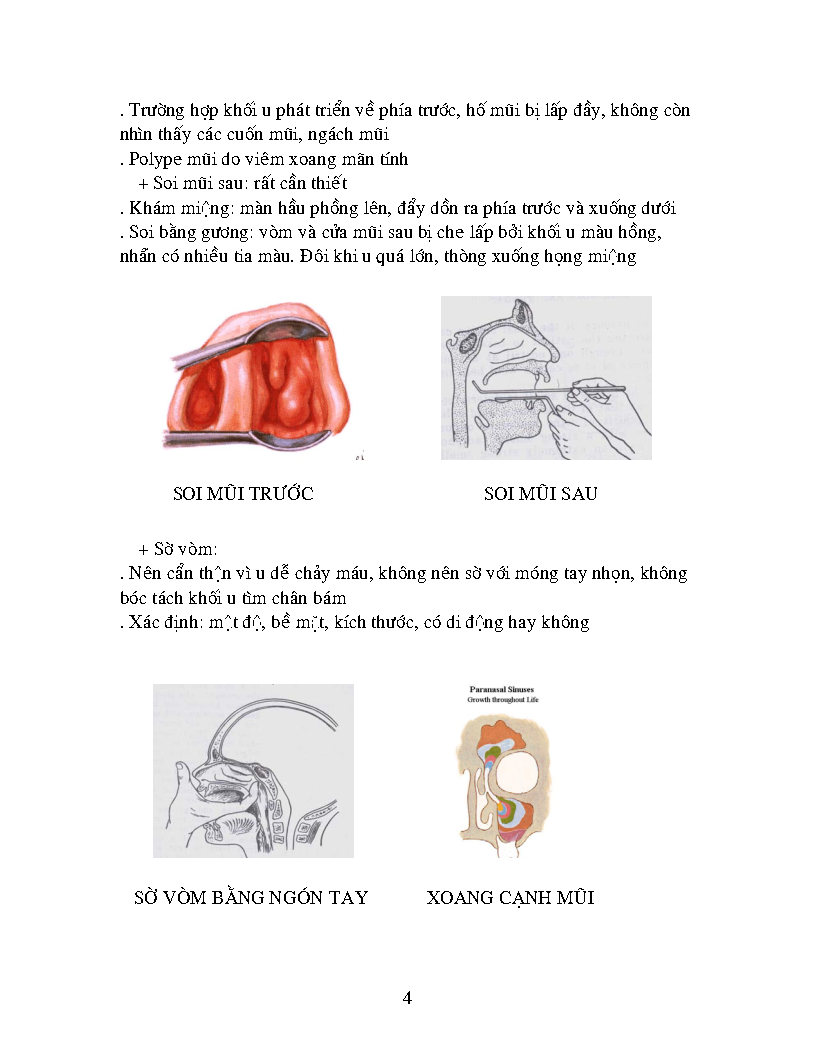 . Trường hợp khối u phát triển về phía trước, hố mũi bị lấp đầy, không còn
nhìn thấy các cuốn mũi, ngách mũi
. Polype mũi do viêm xoang mãn tính
+ Soi mũi sau: rất cần thiết
. Khám miệng: màn hầu phồng lên, đẩy dồn ra phía trước và xuống dưới
. Soi bằng gương: vòm và cửa mũi sau bị che lấp bởi khối u màu hồng,
nhẵn có nhiều tia màu. Đôi khi u quá lớn, thòng xuống họng miệng
SOI MŨI TRƯỚC
SOI MŨI SAU
+ Sờ vòm:
. Nên cẩn thận vì u dễ chảy máu, không nên sờ với móng tay nhọn, không
bóc tách khối u tìm chân bám
. Xác định: mật độ, bề mặt, kích thước, có di động hay không
Paranasal Sinuses
Growth throughout Life
SỜ VÒM BẰNG NGÓN TAY
XOANG CẠNH MŨI
4